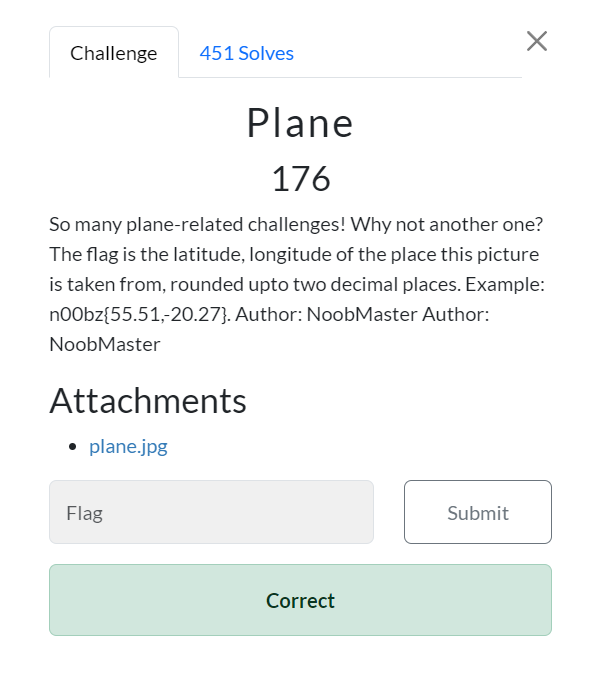 Challenge
451 Solves
Plane
176
So many plane-related challenges! Why not another one?
The flag is the latitude, longitude of the place this picture
is taken from, rounded upto two decimal places. Example:
n00bz{55.51,-20.27}. Author: NoobMaster Author:
NoobMaster
Attachments
plane.jpg
Flag
Submit
Correct